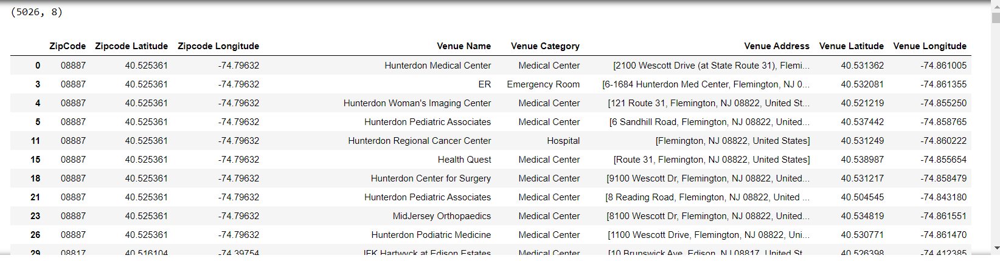 (5026, 8)
ZipCode Zipcode Latitude Zipcode Longitude Venue Name Venue Category Venue Address Venue Latitude Venue Longitude
0 08887 40.525361 -74.79632 Hunterdon Medical Center Medical Center [2100 Wescott Drive (at State Route 31), Flemi... 40.531362 -74.861005
3 08887 40.525361 -74.79632 ER Emergency Room [6-1684 Hunterdon Med Center, Flemington, NJ 0... 40.532081 -74.861355
4 08887 40.525361 -74.79632 Hunterdon Woman's Imaging Center Medical Center [121 Route 31, Flemington, NJ 08822, United St... 40.521219 -74.855250
5 08887 40.525361 -74.79632 Hunterdon Pediatric Associates Medical Center [6 Sandhill Road, Flemington, NJ 08822, United... 40.537442 -74.858765
11 08887 40.525361 -74.79632 Hunterdon Regional Cancer Center Hospital [Flemington, NJ 08822, United States] 40.531249 -74.860222
15 08887 40.525361 -74.79632 Health Quest Medical Center [Route 31, Flemington, NJ 08822, United States] 40.538987 -74.855654
18 08887 40.525361 -74.79632 Hunterdon Center for Surgery Medical Center [9100 Wescott Dr, Flemington, NJ 08822, United... 40.531217 -74.858479
21 08887 40.525361 -74.79632 Hunterdon Pediatric Associates Medical Center [8 Reading Road, Flemington, NJ 08822, United ... 40.504545 -74.843180
23 08887 40.525361 -74.79632 MidJersey Orthopaedics Medical Center [8100 Wescott Dr, Flemington, NJ 08822, United... 40.534819 -74.861551
26 08887 40.525361 -74.79632 Hunterdon Podiatric Medicine Medical Center [1100 Wescott Drive, Flemington, NJ 08822, Uni... 40.530771 -74.861470
29 08817 40.516104 -74.39754 JFK Hartwyck at Edison Estates Medical Center [10 Brunswick Ave, Edison, NJ 08817, United St... 40.526398 -74.412385